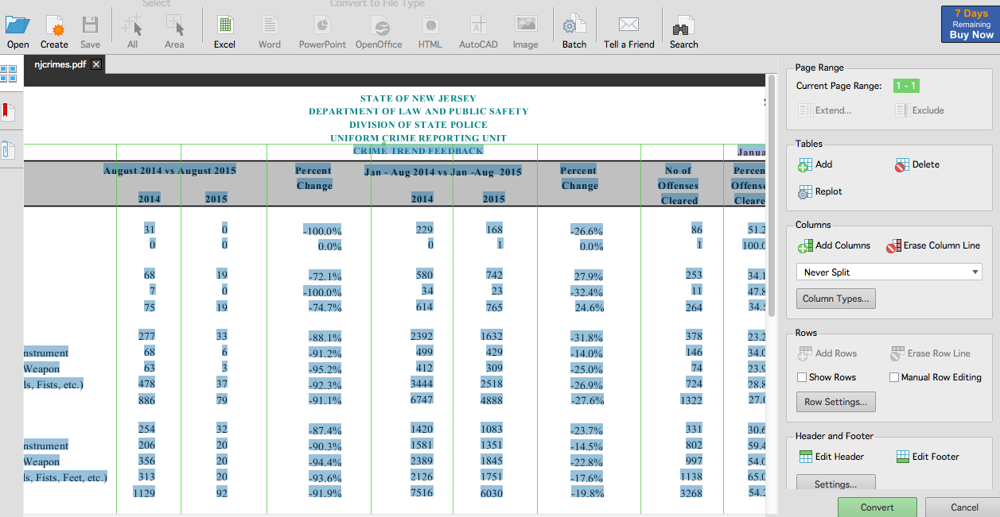 Select
Convert to File Type
Open Create Save All Area Excel Word PowerPoint OpenOffice HTML AutoCAD Image Batch Tell a Friend Search
7 Days
Remaining
Buy Now
njcrimes.pdf
STATE OF NEW JERSEY
DEPARTMENT OF LAW AND PUBLIC SAFETY
DIVISION OF STATE POLICE
UNIFORM CRIME REPORTING UNIT
CRIME TREND FEEDBACK Janua
August 2014 vs August 2015 Percent Jan - Aug 2014 vs Jan -Aug 2015 Percent No of Percen
Change Change Offenses Offense
2014 2015 2014 2015 Cleared Cleare
31 0 -100.0% 229 168 -26.6% 86 51.2
0 0 0.0% 0 1 0.0% 1 100.0
68 19 -72.1% 580 742 27.9% 253 34.1
7 0 -100.0% 34 23 -32.4% 11 47.8
75 19 -74.7% 614 765 24.6% 264 34.5
277 33 -88.1% 2392 1632 -31.8% 378 23.2
nstrument 68 6 -91.2% 499 429 -14.0% 146 34.0
Weapon 63 3 -95.2% 412 309 -25.0% 74 23.9
ls, Fists, etc.) 478 37 -92.3% 3444 2518 -26.9% 724 28.8
886 79 -91.1% 6747 4888 -27.6% 1322 27.0
254 32 -87.4% 1420 1083 -23.7% 331 30.6
nstrument 206 20 -90.3% 1581 1351 -14.5% 802 59.4
Weapon 356 20 -94.4% 2389 1845 -22.8% 997 54.0
ls, Fists, Feet, etc.) 313 20 -93.6% 2126 1751 -17.6% 1138 65.0
1129 92 -91.9% 7516 6030 -19.8% 3268 54.2
Page Range
Current Page Range: 1 - 1
Extend... Exclude
Tables
Add Delete
Replot
Columns
Add Columns Erase Column Line
Never Split
Column Types...
Rows
Add Rows Erase Row Line
Show Rows Manual Row Editing
Row Settings...
Header and Footer
Edit Header Edit Footer
Settings...
Convert Cancel